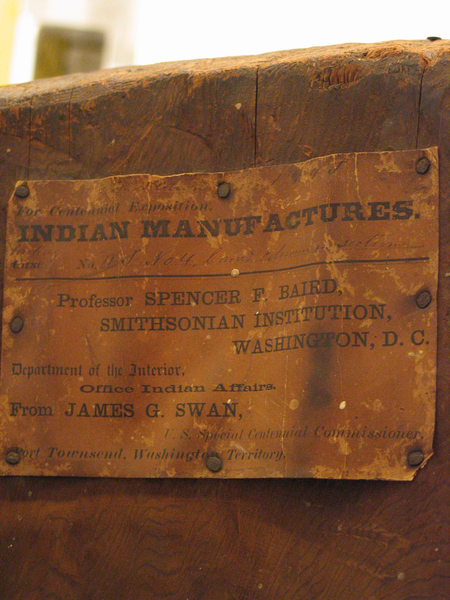 For Centennial Exposition.
INDIAN MANUFACTURES.
No.
Professor SPENCER F. BAIRD,
SMITHSONIAN INSTITUTION,
WASHINGTON, D. C.
Department of the Interior,
Office Indian Affairs.
From JAMES G. SWAN,
U. S. Special Centennial Commissioner,
Port Townsend, Washington Territory.